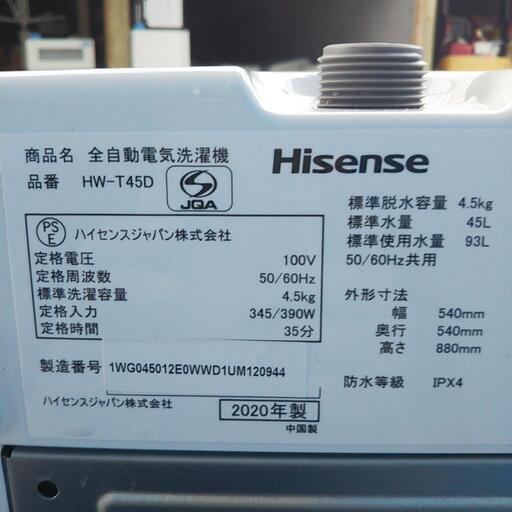 商品名 全自動電気洗濯機
品番 HW-T45D
JQA
Hisense
PS
E
ハイセンスジャパン株式会社
定格電圧 100V
定格周波数 50/60Hz
標準洗濯容量 4.5kg
定格入力 345/390W
定格時間 35分
標準脱水容量 4.5kg
標準水量 45L
標準使用水量 93L
50/60Hz共用
外形寸法
幅 540mm
奥行 540mm
高さ 880mm
防水等級 IPX4
製造番号 1WG045012E0WWD1UM120944
ハイセンスジャパン株式会社
2020年製
中国製